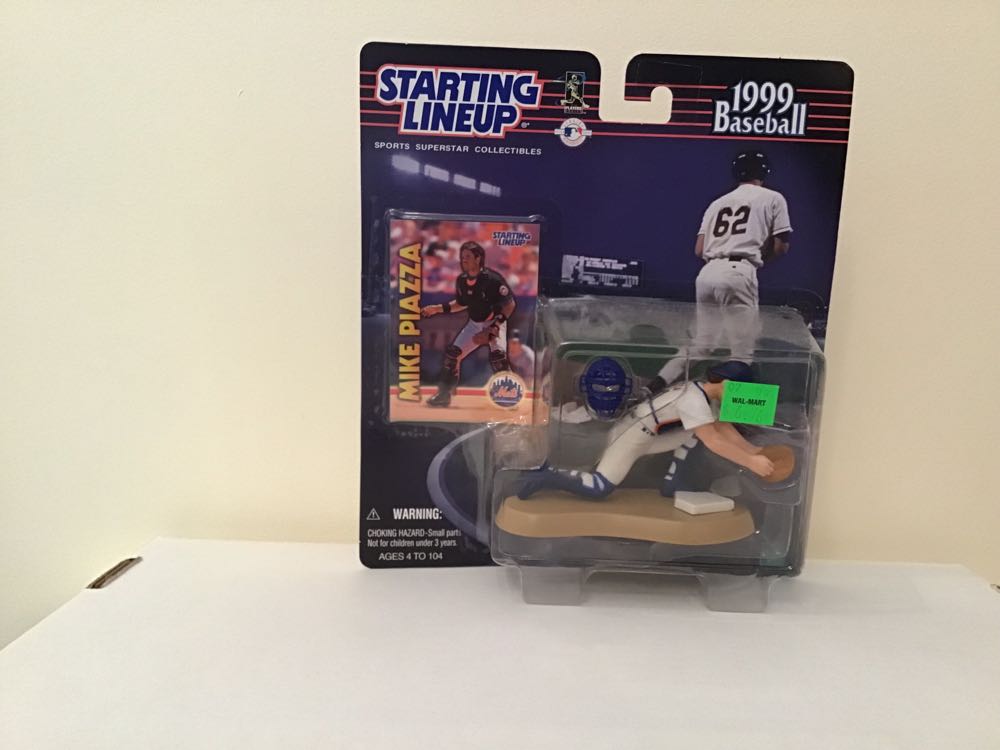 STARTING
LINEUP®
SPORTS SUPERSTAR COLLECTIBLES
1999
Baseball
62
STARTING
LINEUP
MIKE PIAZZA
Mets
WAL-MART
WARNING:
CHOKING HAZARD-Small parts
Not for children under 3 years.
AGES 4 TO 104